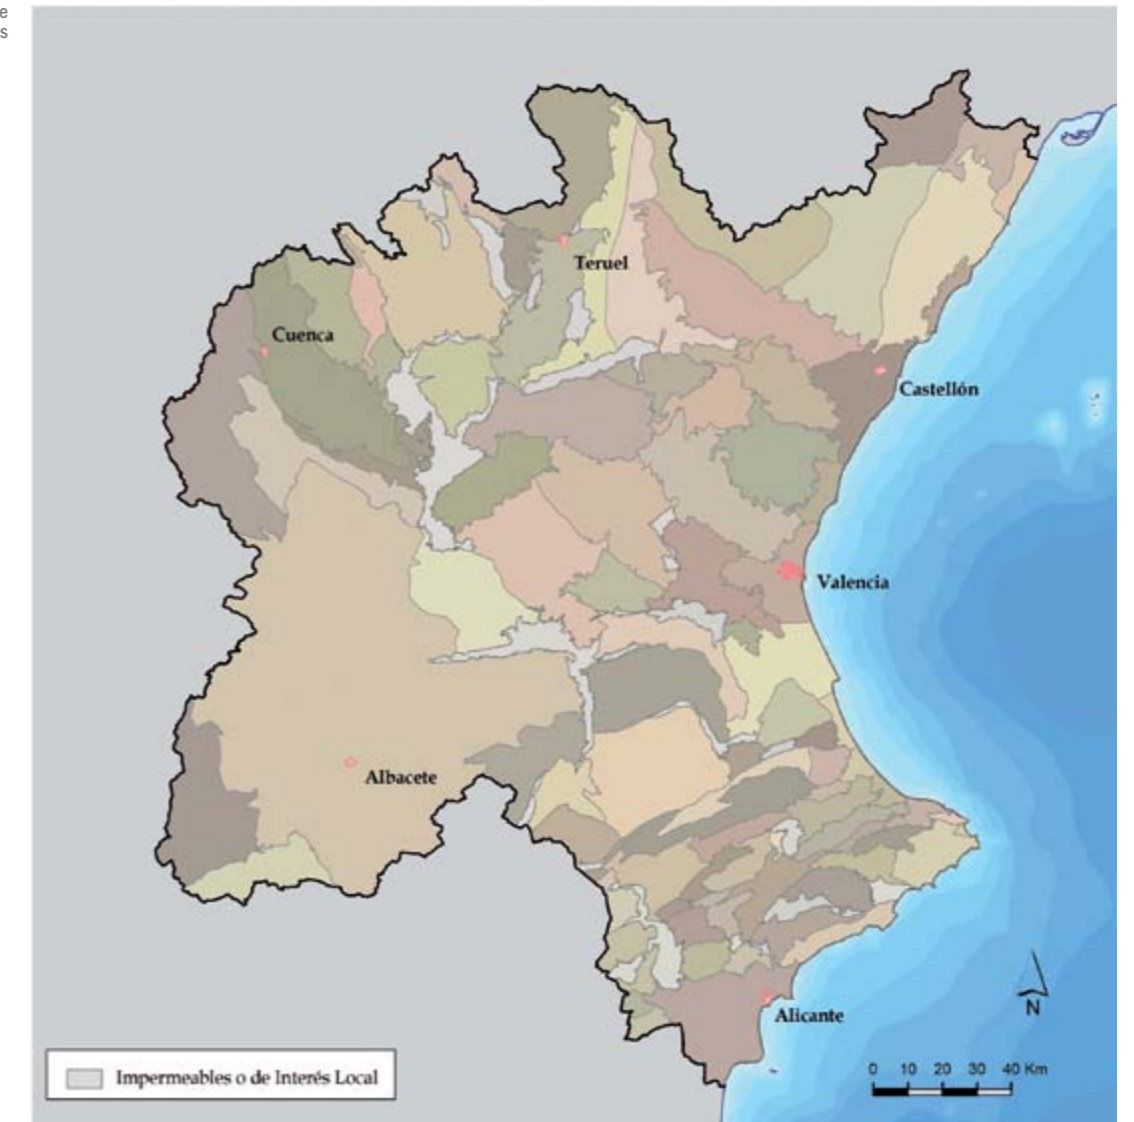 e
s
Teruel
Cuenca
Castellón
Valencia
Albacete
Alicante
N
Impermeables o de Interés Local
0 10 20 30 40 Km